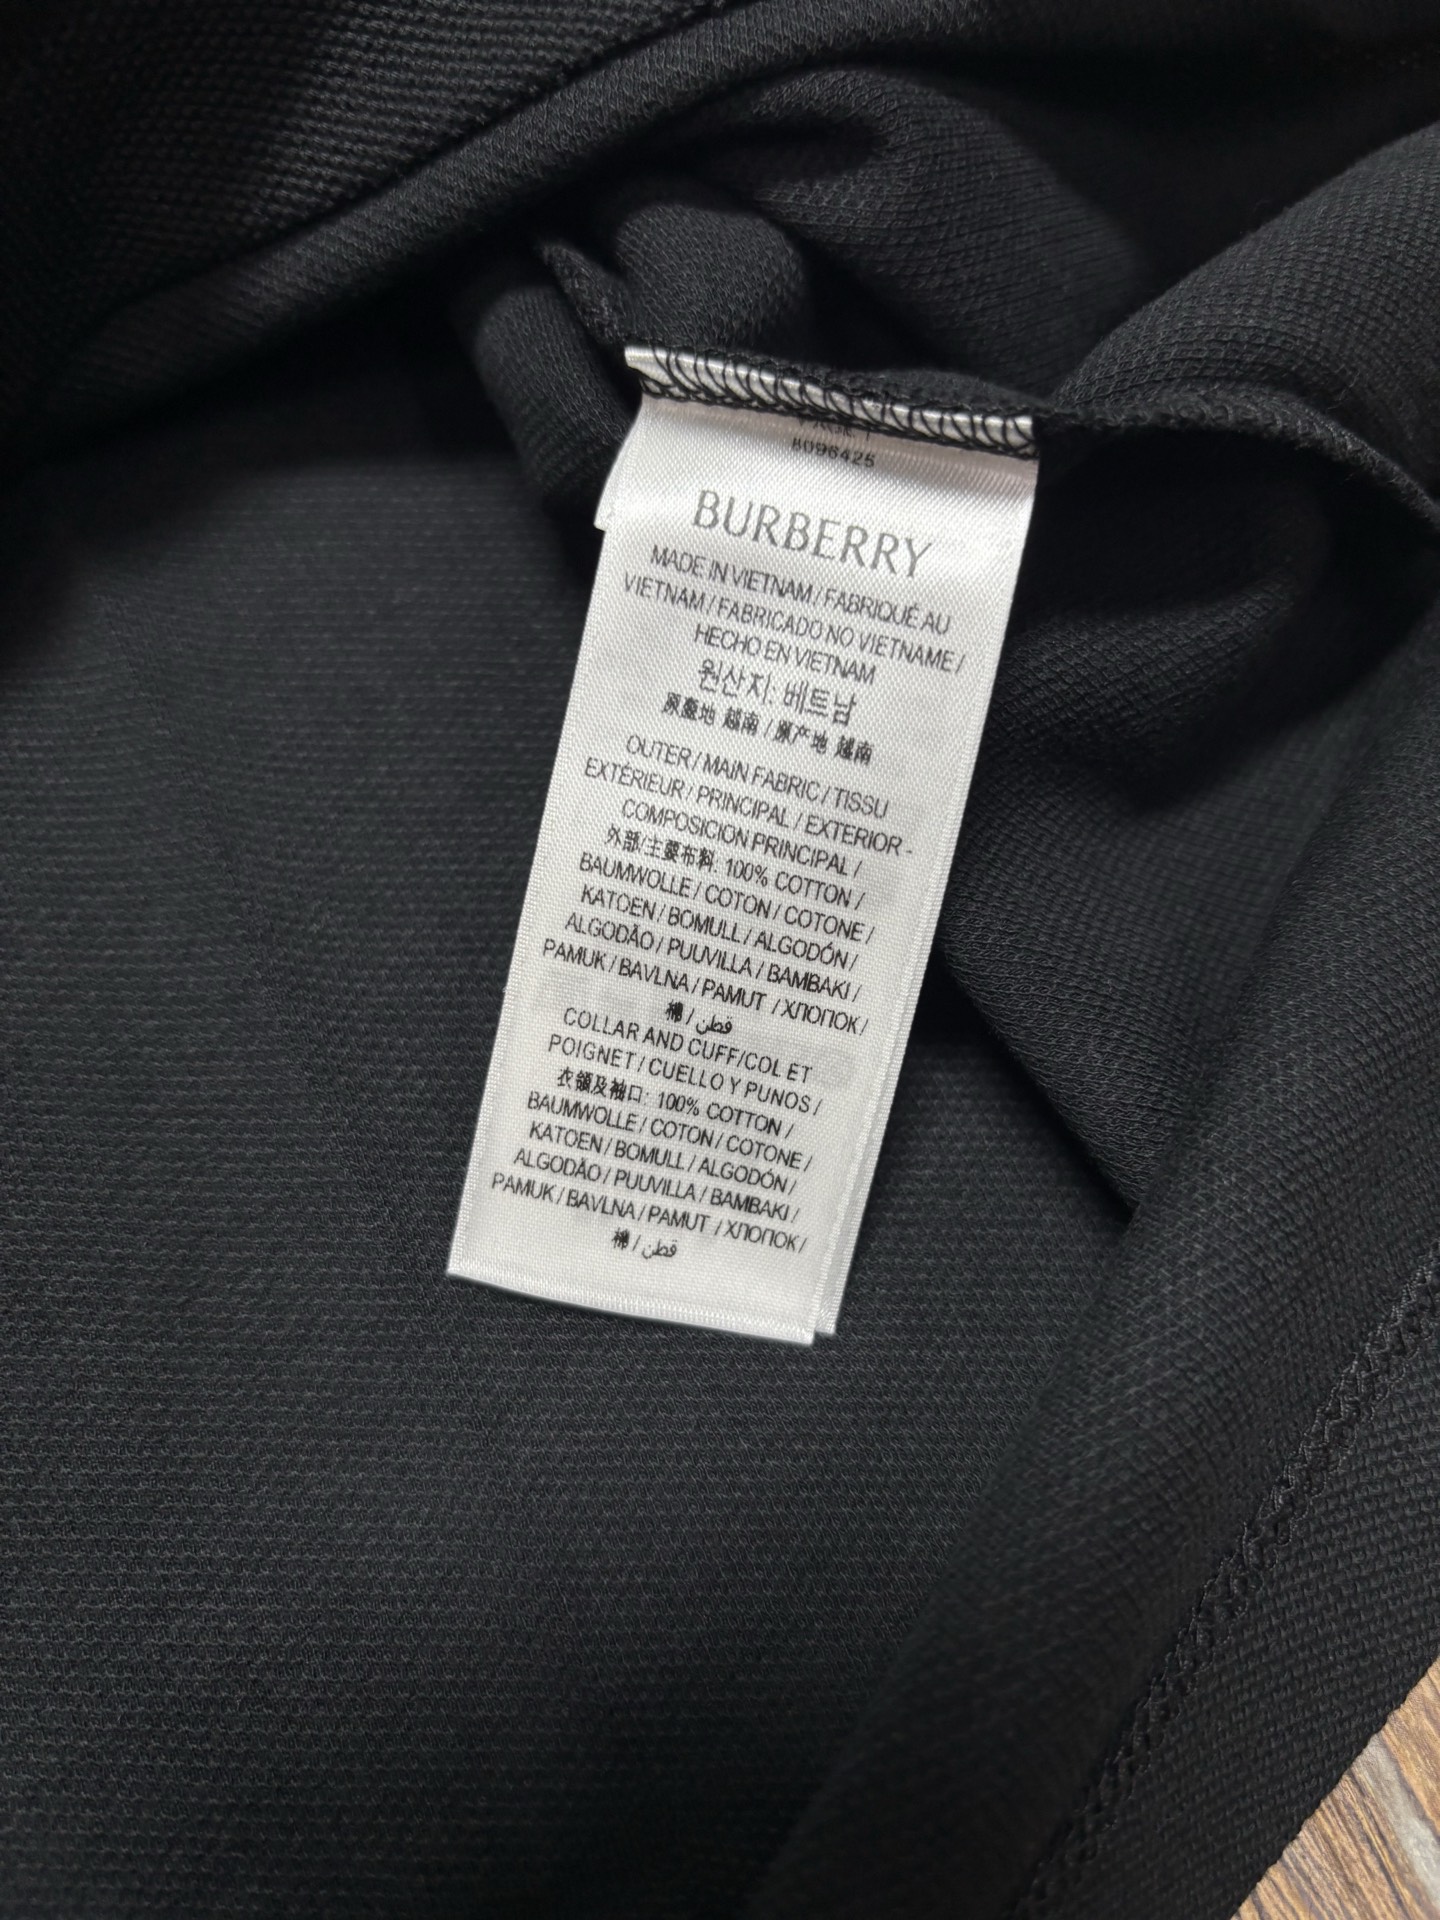 8096425
BURBERRY
MADE IN VIETNAM / FABRIQUÉ AU
VIETNAM / FABRICADO NO VIETNAME /
HECHO EN VIETNAM
원산지: 베트남
原產地 越南 / 原产地 越南
OUTER / MAIN FABRIC / TISSU
EXTÉRIEUR / PRINCIPAL / EXTERIOR -
COMPOSICION PRINCIPAL /
外部/主要布料: 100% COTTON /
BAUMWOLLE / COTON / COTONE /
KATOEN / BOMULL / ALGODÓN /
ALGODÃO / PUUVILLA / BAMBAKI /
PAMUK / BAVLNA / PAMUT / ХЛОПОК /
棉 / قطن
COLLAR AND CUFF/COL ET
POIGNET / CUELLO Y PUNOS /
衣領及袖口: 100% COTTON /
BAUMWOLLE / COTON / COTONE /
KATOEN / BOMULL / ALGODÓN /
ALGODÃO / PUUVILLA / BAMBAKI /
PAMUK / BAVLNA / PAMUT / ХЛОПОК /
棉 / قطن